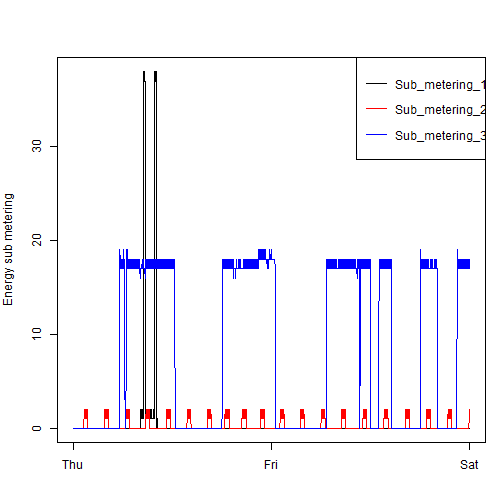 Sub_metering_1
Sub_metering_2
Sub_metering_3
Energy sub metering
30
20
10
0
Thu
Fri
Sat